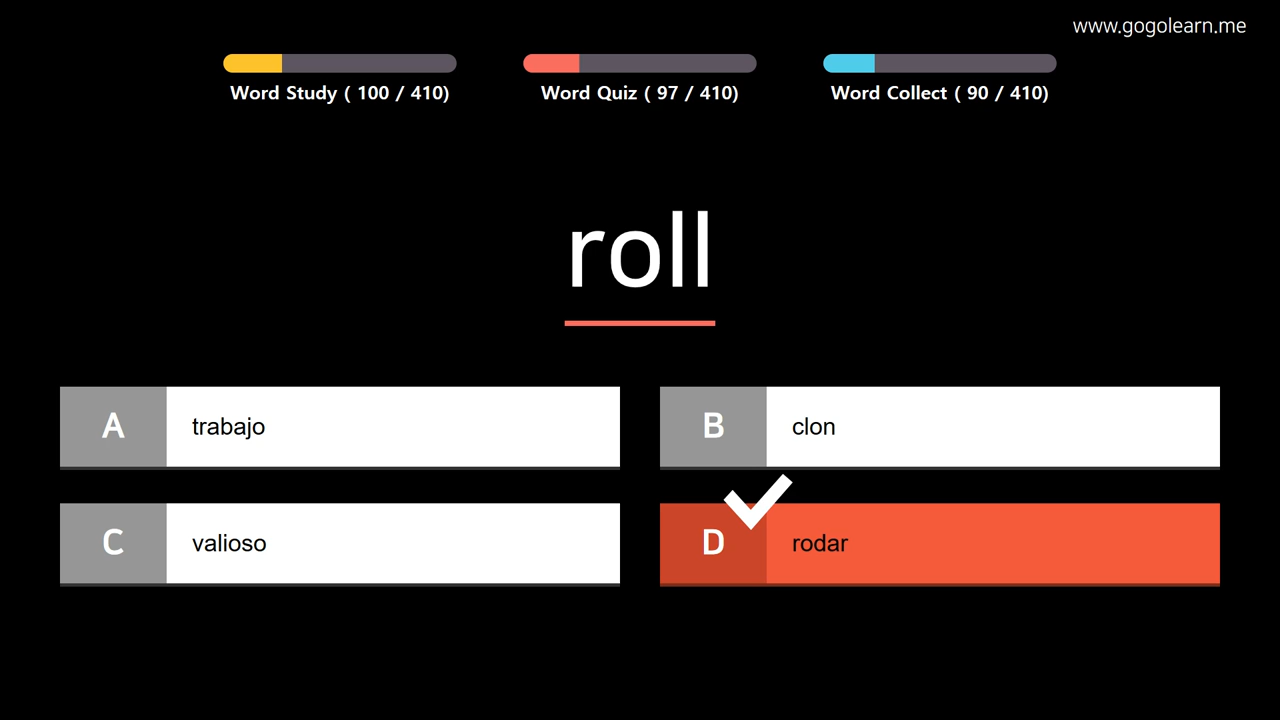 www.gogolearn.me
Word Study ( 100 / 410)
Word Quiz ( 97 / 410)
Word Collect ( 90 / 410)
roll
A trabajo
B clon
C valioso
D rodar